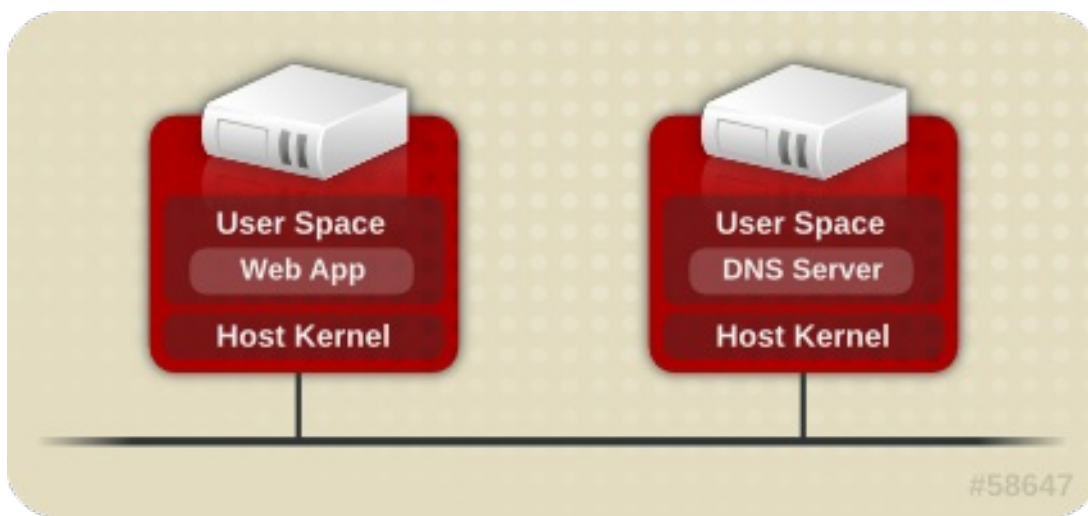 User Space
Web App
Host Kernel
User Space
DNS Server
Host Kernel
#58647